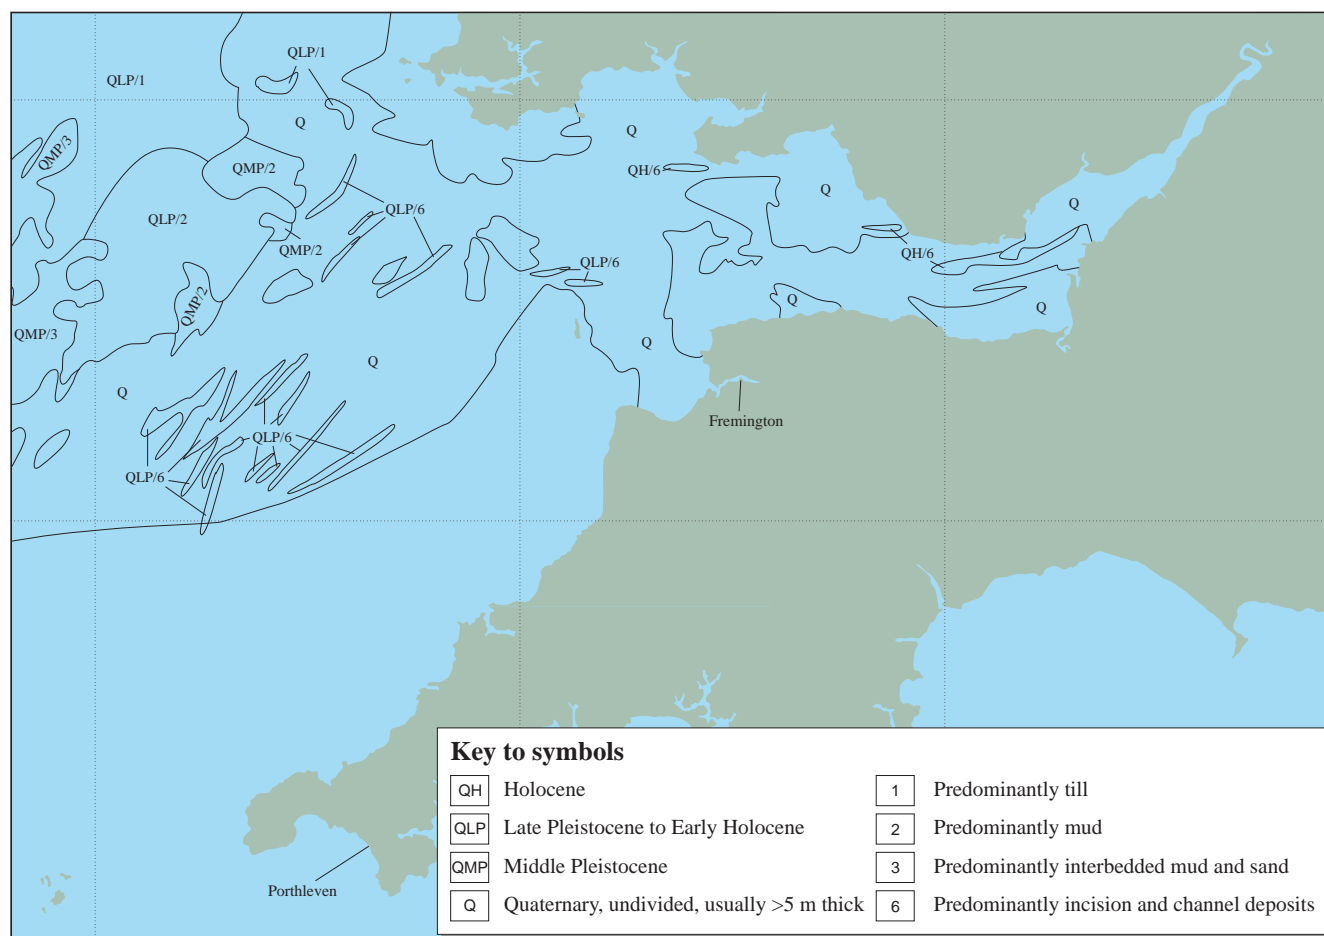 QLP/1
QLP/1
Q
Q
QMP/3
QMP/2
QH/6
Q
QLP/2
QLP/6
Q
QMP/2
QH/6
QLP/6
QMP/2
Q
Q
QMP/3
Q
Q
Q
Fremington
QLP/6
QLP/6
Porthleven
Key to symbols
QH Holocene
QLP Late Pleistocene to Early Holocene
QMP Middle Pleistocene
Q Quaternary, undivided, usually >5 m thick
1 Predominantly till
2 Predominantly mud
3 Predominantly interbedded mud and sand
6 Predominantly incision and channel deposits